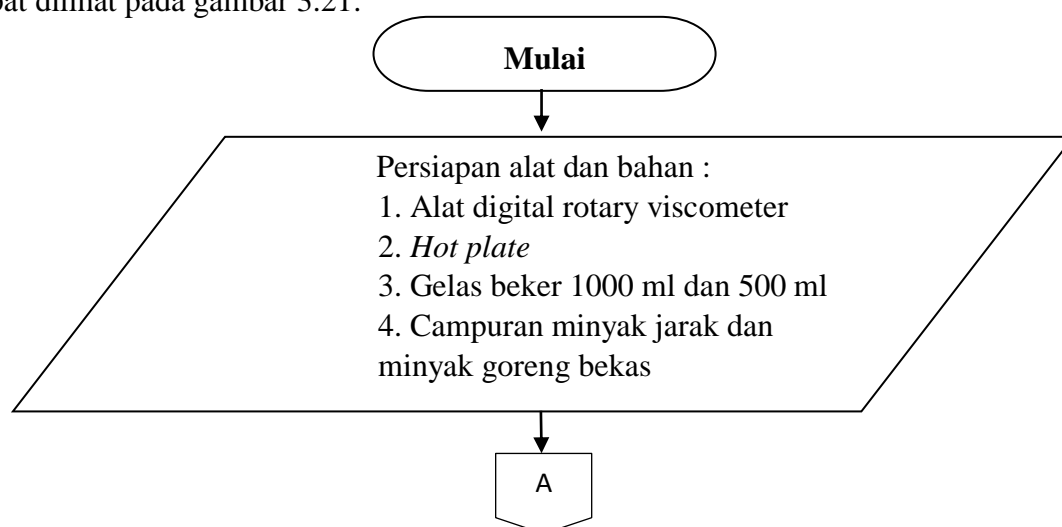 dilihat pada gambar 3.21.
Mulai
Persiapan alat dan bahan :
1. Alat digital rotary viscometer
2. Hot plate
3. Gelas beker 1000 ml dan 500 ml
4. Campuran minyak jarak dan
minyak goreng bekas
A